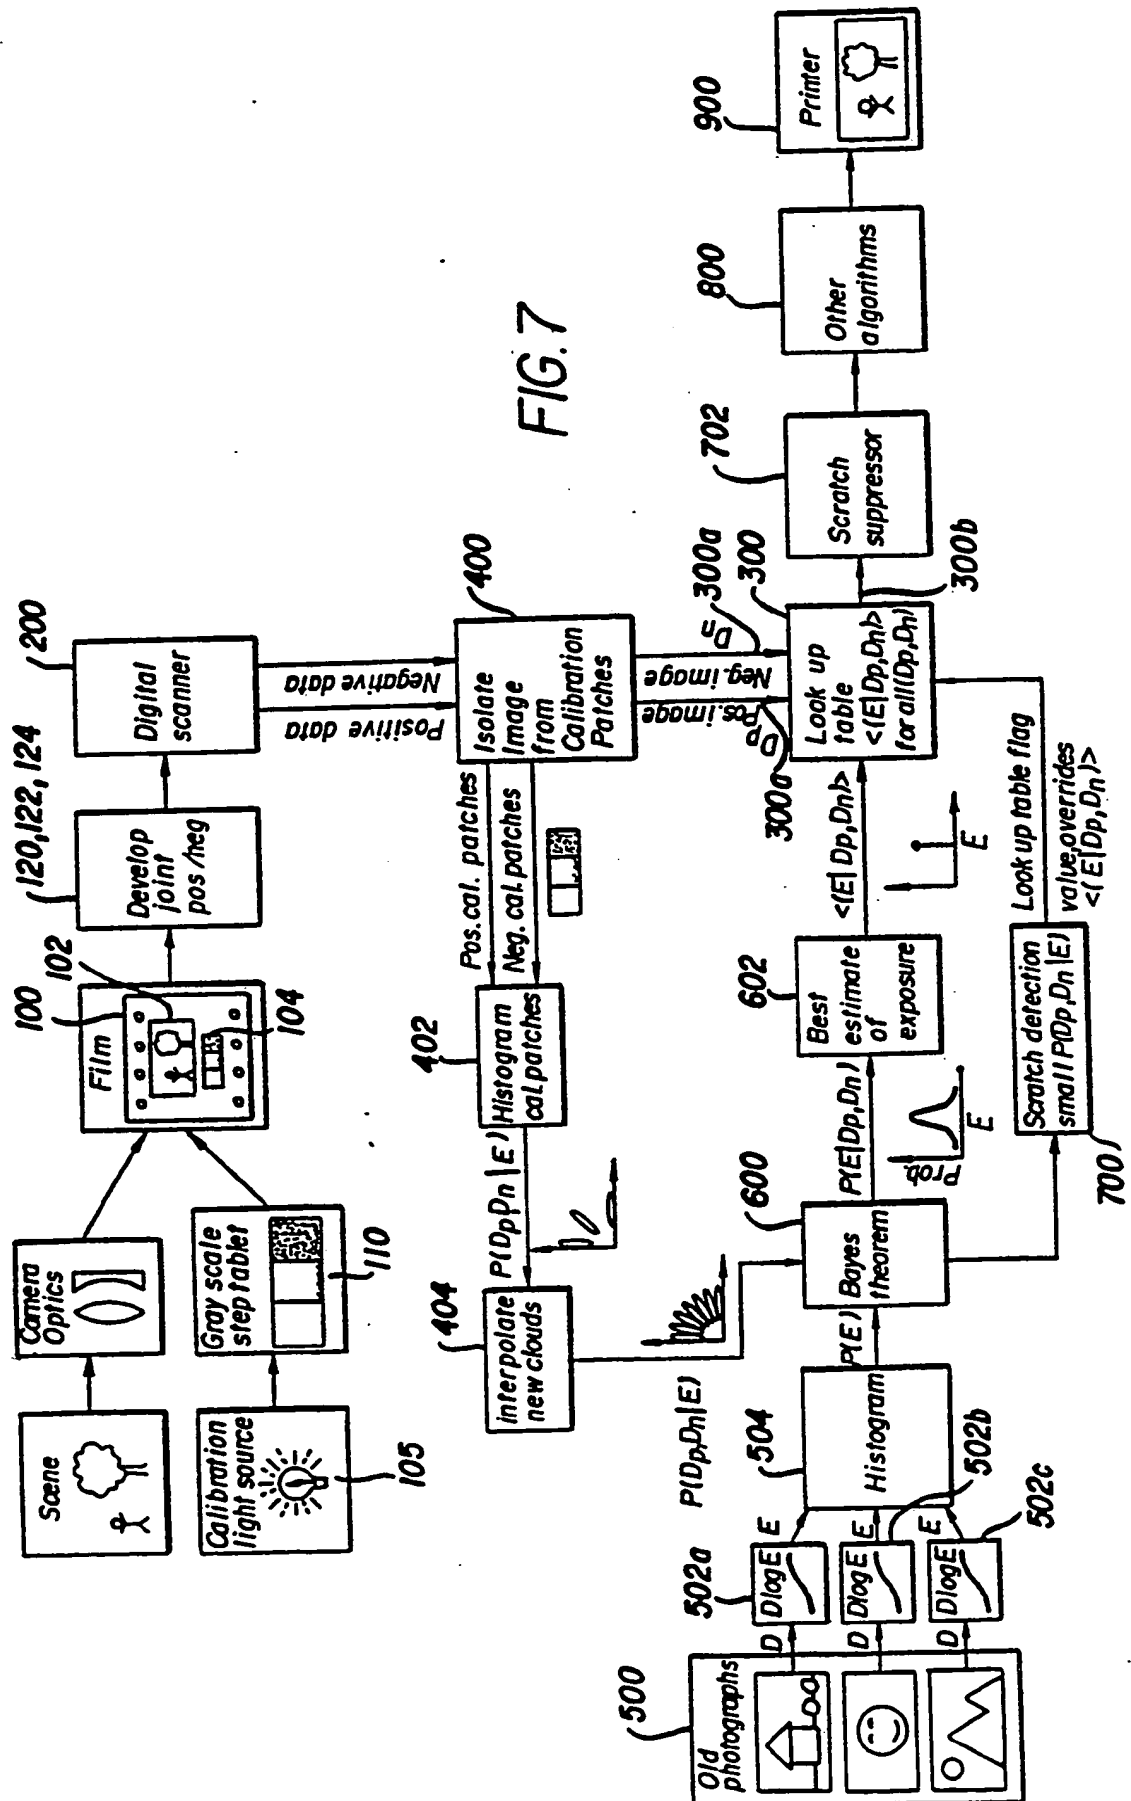 FIG. 7
Scene
Camera
Optics
Calibration
light source
105
Gray scale
step tablet
110
Film
100
102
104
Develop
joint
pos/neg
120, 122, 124
Digital
scanner
200
Positive data
Negative data
Isolate
Image
from
Calibration
Patches
400
Pos. cal. patches
Neg. cal. patches
Histogram
cal. patches
402
P(Dp,Dn|E)
interpolate
new clouds
404
P(Dp,Dn|E)
Pos. image
Dp
Neg. image
Dn
300a
300a
Old
photographs
500
D
D
D
DlogE
DlogE
DlogE
502a
502b
502c
E
E
E
Histogram
504
P(E)
Bayes
theorem
600
P(E|Dp,Dn)
Prob.
E
Best
estimate
of
exposure
602
<(E|Dp,Dn)>
E
Look up
table
<(E|Dp,Dn)>
for all(Dp,Dn)
300
300b
Scratch detection
small P(Dp,Dn|E)
700
Look up table flag
value,overrides
<(E|Dp,Dn)>
Scratch
suppressor
702
Other
algorithms
800
Printer
900